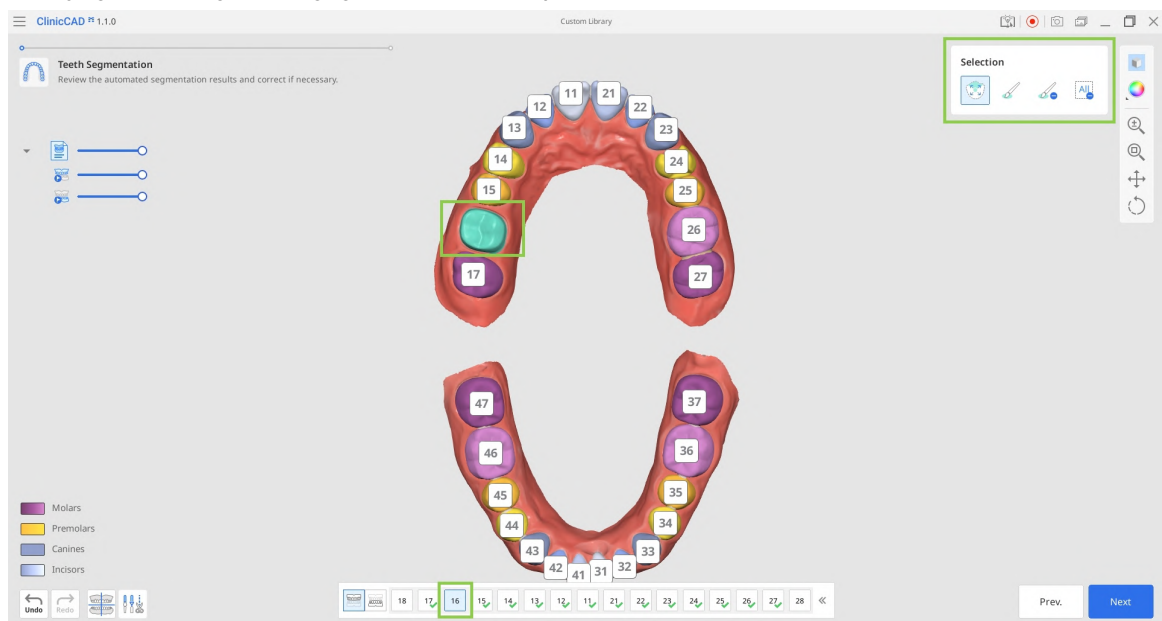 ClinicCAD 1.1.0
Custom Library
Teeth Segmentation
Review the automated segmentation results and correct if necessary.
Selection
All
11 21
12 22
13 23
14 24
15 25
26
17 27
47 37
46 36
45 35
44 34
43 33
42 41 31 32
Molars
Premolars
Canines
Incisors
Undo Redo
18 17 16 15 14 13 12 11 21 22 23 24 25 26 27 28 «
Prev. Next